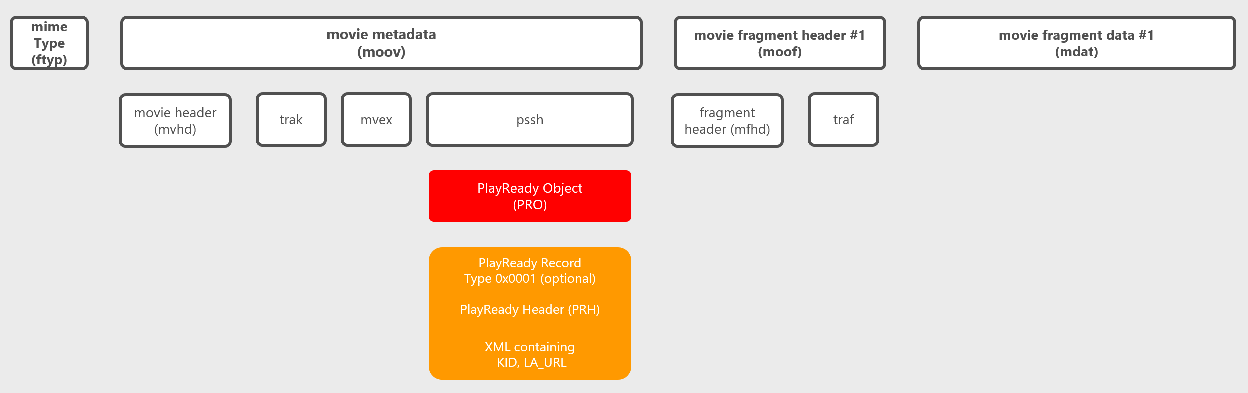 mime
Type
(ftyp)
movie metadata
(moov)
movie fragment header #1
(moof)
movie fragment data #1
(mdat)
movie header
(mvhd)
trak
mvex
pssh
fragment
header (mfhd)
traf
PlayReady Object
(PRO)
PlayReady Record
Type 0x0001 (optional)
PlayReady Header (PRH)
XML containing
KID, LA_URL